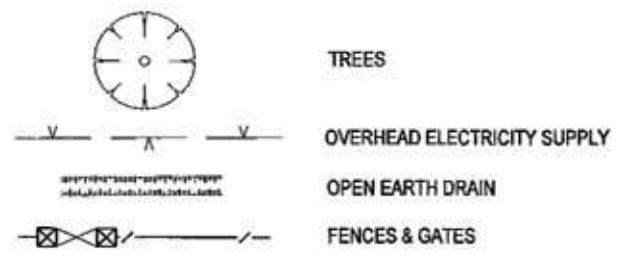 TREES
OVERHEAD ELECTRICITY SUPPLY
OPEN EARTH DRAIN
FENCES & GATES